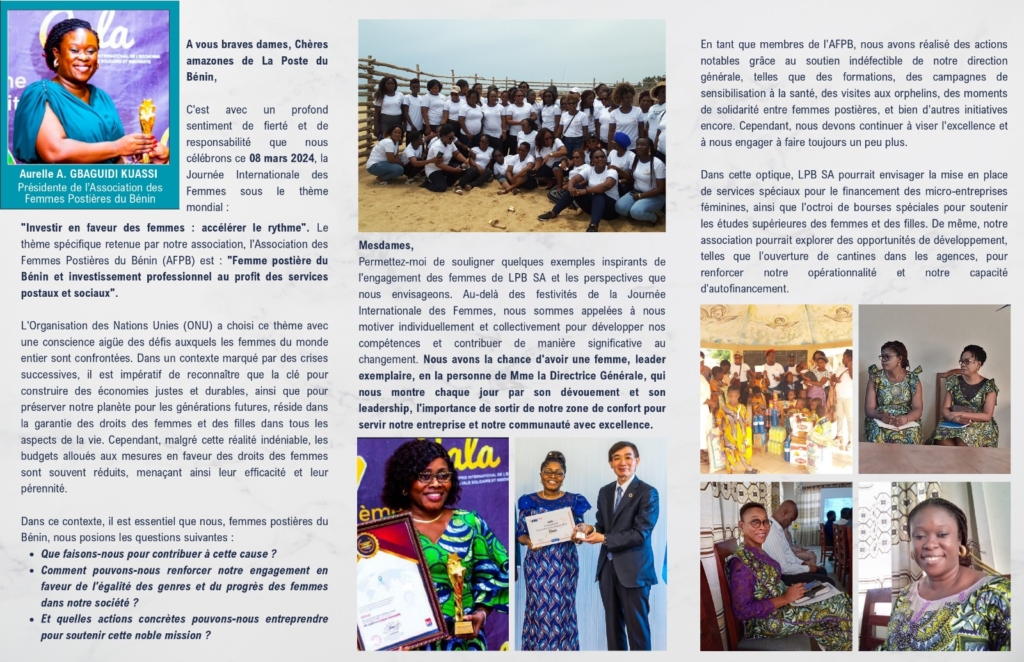 Gala
INTERNATIONAL DE L'ECONOMIE
SOLIDAIRE ET
Aurelle A. GBAGUIDI KUASSI
Présidente de l'Association des
Femmes Postières du Bénin
A vous braves dames, Chères
amazones de La Poste du
Bénin,
C'est avec un profond
sentiment de fierté et de
responsabilité que nous
célébrons ce 08 mars 2024, la
Journée Internationale des
Femmes sous le thème
mondial :
"Investir en faveur des femmes : accélérer le rythme". Le
thème spécifique retenue par notre association, l'Association des
Femmes Postières du Bénin (AFPB) est : "Femme postière du
Bénin et investissement professionnel au profit des services
postaux et sociaux".
L'Organisation des Nations Unies (ONU) a choisi ce thème avec
une conscience aigüe des défis auxquels les femmes du monde
entier sont confrontées. Dans un contexte marqué par des crises
successives, il est impératif de reconnaître que la clé pour
construire des économies justes et durables, ainsi que pour
préserver notre planète pour les générations futures, réside dans
la garantie des droits des femmes et des filles dans tous les
aspects de la vie. Cependant, malgré cette réalité indéniable, les
budgets alloués aux mesures en faveur des droits des femmes
sont souvent réduits, menaçant ainsi leur efficacité et leur
pérennité.
Dans ce contexte, il est essentiel que nous, femmes postières du
Bénin, nous posions les questions suivantes :
• Que faisons-nous pour contribuer à cette cause ?
• Comment pouvons-nous renforcer notre engagement en
faveur de l'égalité des genres et du progrès des femmes
dans notre société ?
• Et quelles actions concrètes pouvons-nous entreprendre
pour soutenir cette noble mission ?
Mesdames,
Permettez-moi de souligner quelques exemples inspirants de
l'engagement des femmes de LPB SA et les perspectives que
nous envisageons. Au-delà des festivités de la Journée
Internationale des Femmes, nous sommes appelées à nous
motiver individuellement et collectivement pour développer nos
compétences et contribuer de manière significative au
changement. Nous avons la chance d'avoir une femme, leader
exemplaire, en la personne de Mme la Directrice Générale, qui
nous montre chaque jour par son dévouement et son
leadership, l'importance de sortir de notre zone de confort pour
servir notre entreprise et notre communauté avec excellence.
Gala
En tant que membres de l'AFPB, nous avons réalisé des actions
notables grâce au soutien indéfectible de notre direction
générale, telles que des formations, des campagnes de
sensibilisation à la santé, des visites aux orphelins, des moments
de solidarité entre femmes postières, et bien d'autres initiatives
encore. Cependant, nous devons continuer à viser l'excellence et
à nous engager à faire toujours un peu plus.
Dans cette optique, LPB SA pourrait envisager la mise en place
de services spéciaux pour le financement des micro-entreprises
féminines, ainsi que l'octroi de bourses spéciales pour soutenir
les études supérieures des femmes et des filles. De même, notre
association pourrait explorer des opportunités de développement,
telles que l'ouverture de cantines dans les agences, pour
renforcer notre opérationnalité et notre capacité
d'autofinancement.